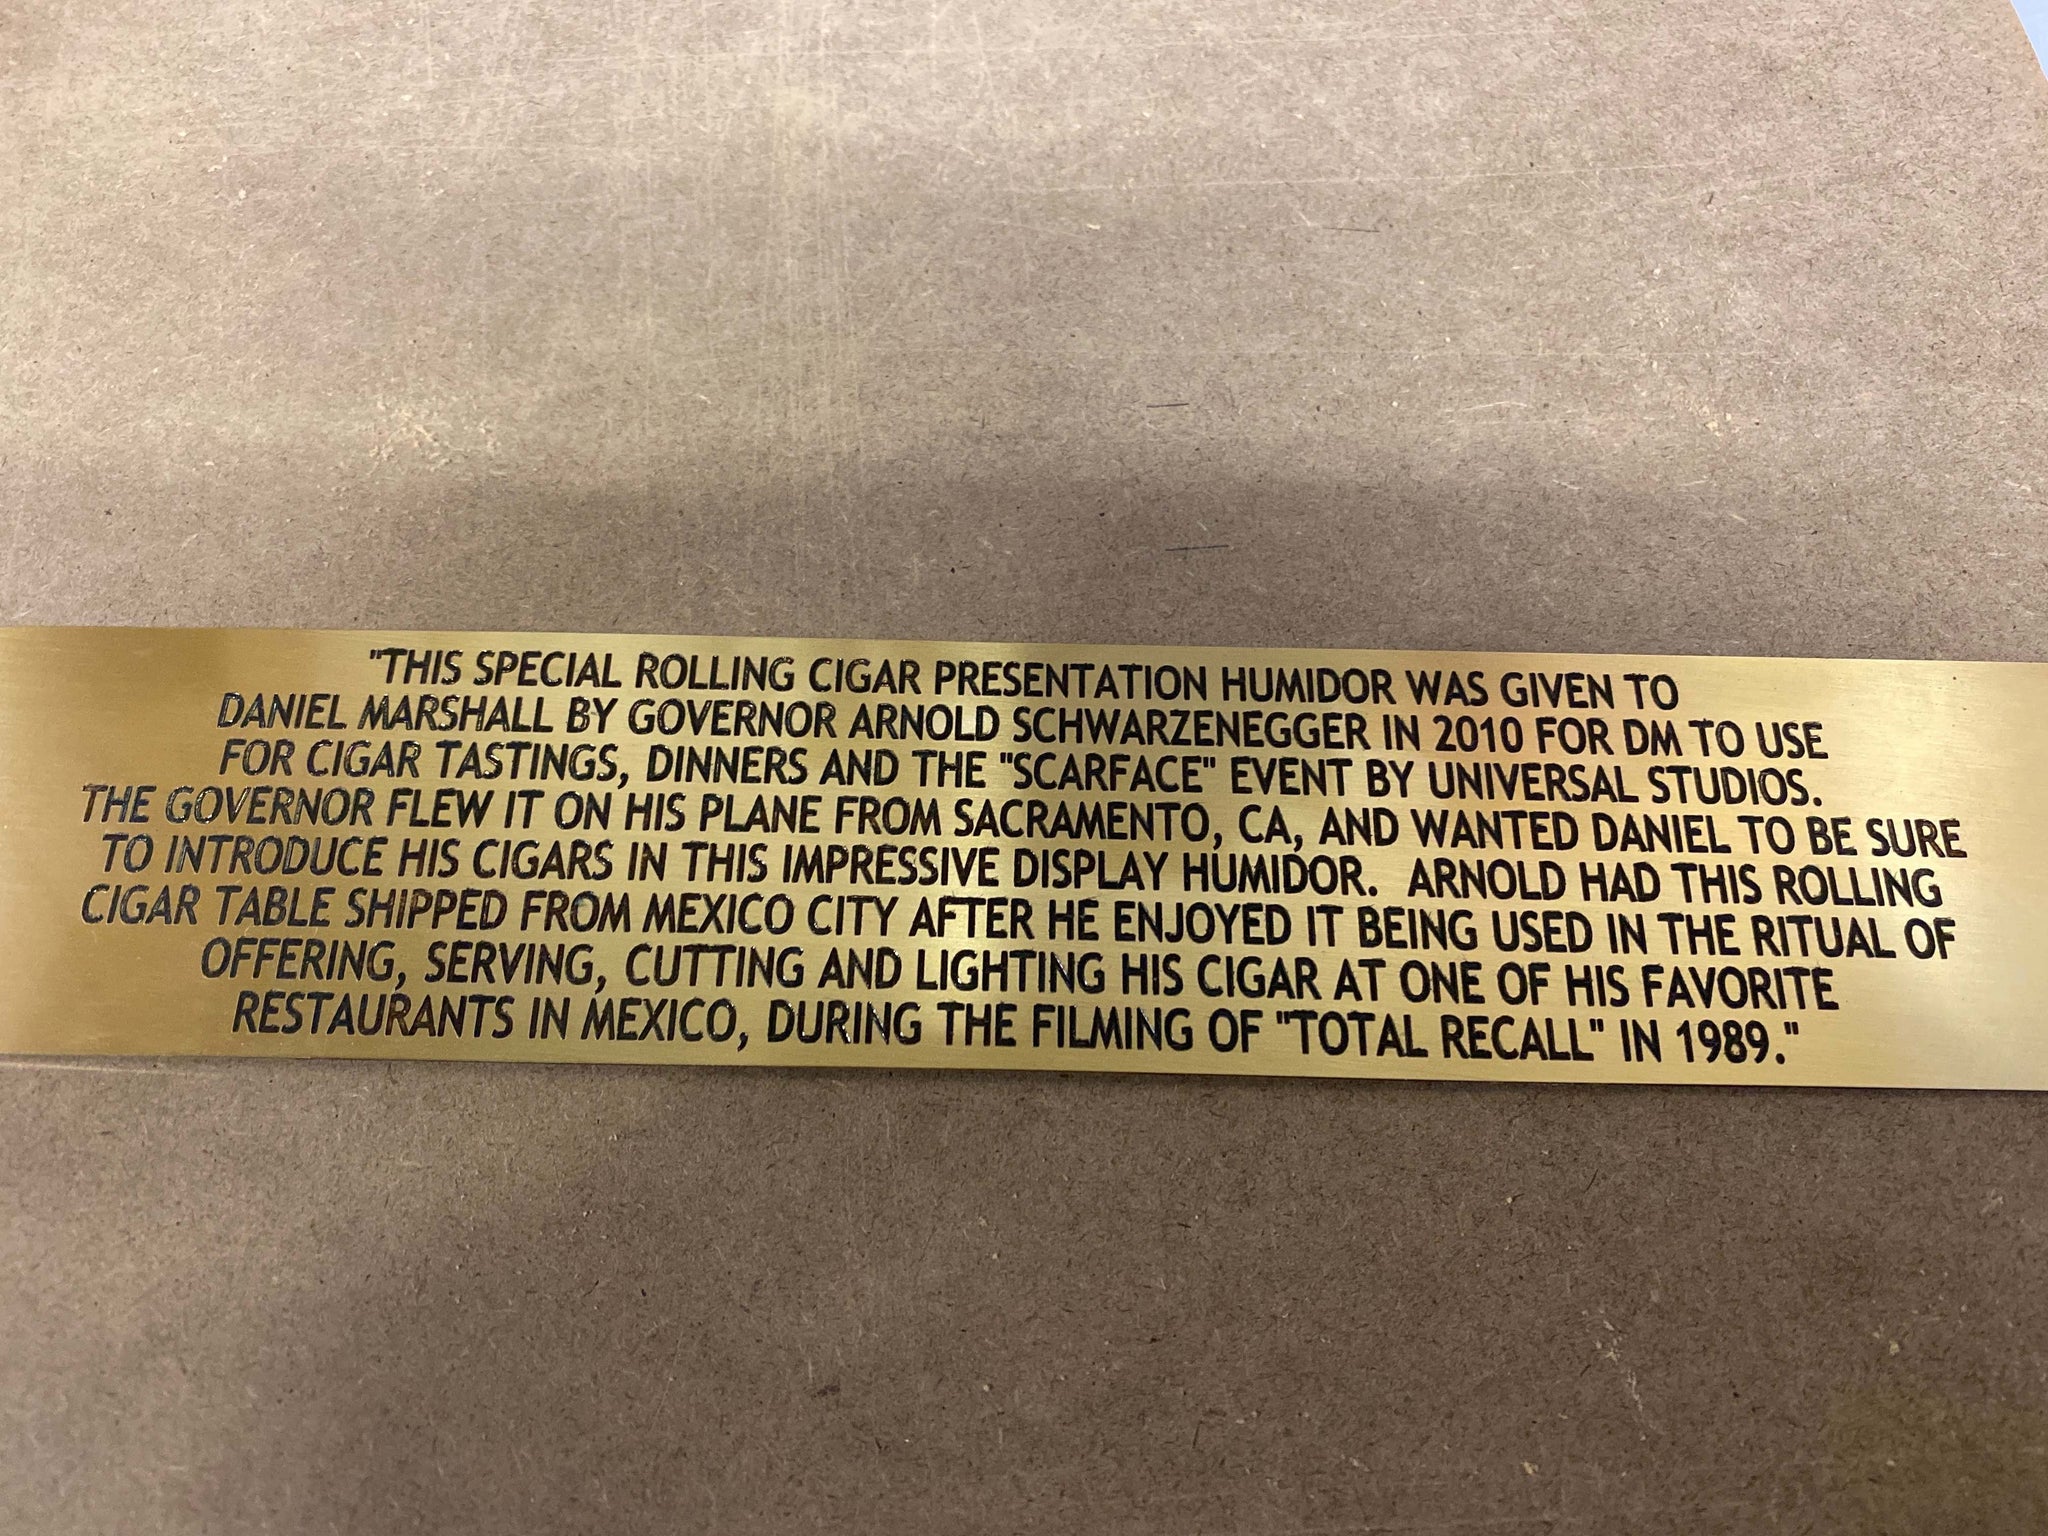 "THIS SPECIAL ROLLING CIGAR PRESENTATION HUMIDOR WAS GIVEN TO
DANIEL MARSHALL BY GOVERNOR ARNOLD SCHWARZENEGGER IN 2010 FOR DM TO USE
FOR CIGAR TASTINGS, DINNERS AND THE "SCARFACE" EVENT BY UNIVERSAL STUDIOS.
THE GOVERNOR FLEW IT ON HIS PLANE FROM SACRAMENTO, CA, AND WANTED DANIEL TO BE SURE
TO INTRODUCE HIS CIGARS IN THIS IMPRESSIVE DISPLAY HUMIDOR. ARNOLD HAD THIS ROLLING
CIGAR TABLE SHIPPED FROM MEXICO CITY AFTER HE ENJOYED IT BEING USED IN THE RITUAL OF
OFFERING, SERVING, CUTTING AND LIGHTING HIS CIGAR AT ONE OF HIS FAVORITE
RESTAURANTS IN MEXICO, DURING THE FILMING OF "TOTAL RECALL" IN 1989."